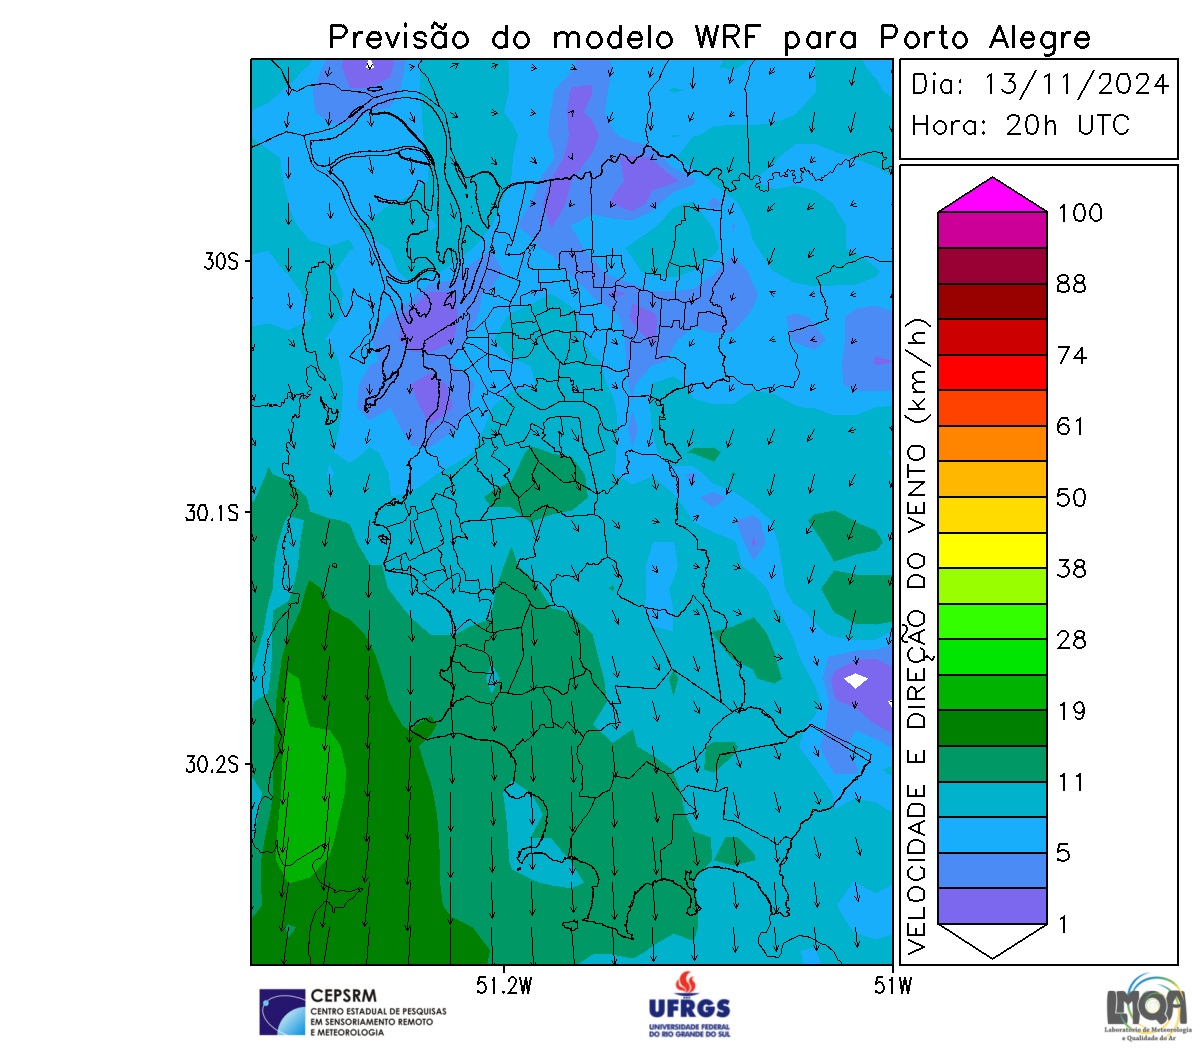 Previsão do modelo WRF para Porto Alegre
Dia: 13/11/2024
Hora: 20h UTC
30S
30.1S
30.2S
51.2W
51W
VELOCIDADE E DIREÇÃO DO VENTO (km/h)
100
88
74
61
50
38
28
19
11
5
1
CEPSRM
CENTRO ESTADUAL DE PESQUISAS
EM SENSORIAMENTO REMOTO
E METEOROLOGIA
UFRGS
UNIVERSIDADE FEDERAL
DO RIO GRANDE DO SUL
LMQA
Laboratório de Meteorologia
e Qualidade do Ar